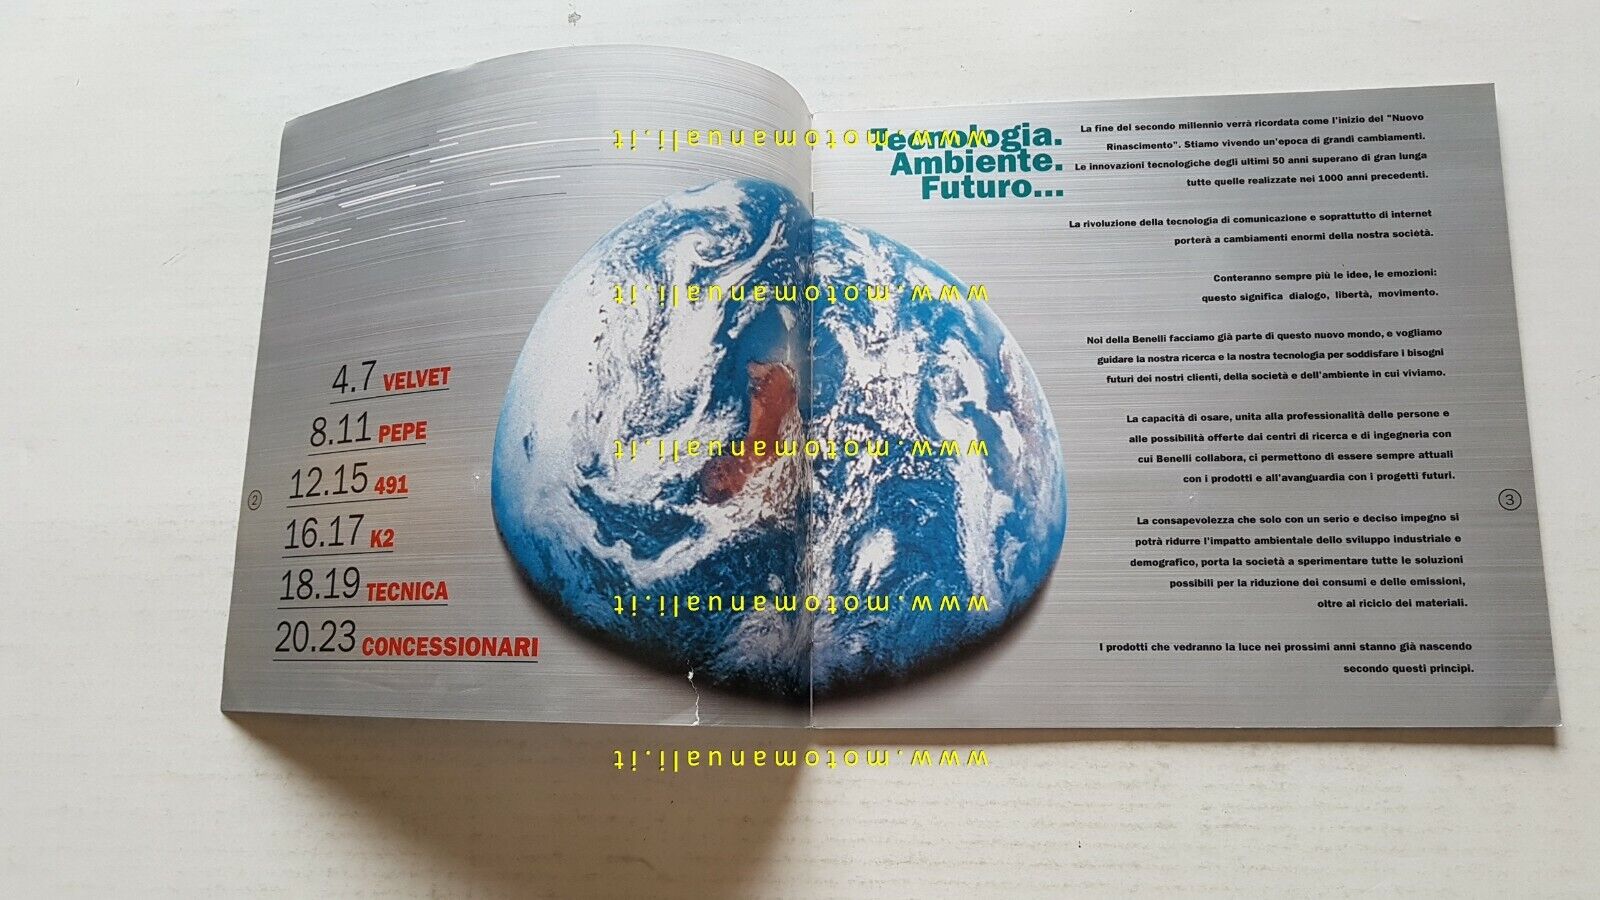 4.7 VELVET
8.11 PEPE
12.15 491
16.17 K2
18.19 TECNICA
20.23 CONCESSIONARI
2
Tecnologia.
Ambiente.
Futuro...
La fine del secondo millennio verrà ricordata come l'inizio del "Nuovo
Rinascimento". Stiamo vivendo un'epoca di grandi cambiamenti.
Le innovazioni tecnologiche degli ultimi 50 anni superano di gran lunga
tutte quelle realizzate nei 1000 anni precedenti.
La rivoluzione della tecnologia di comunicazione e soprattutto di internet
porterà a cambiamenti enormi della nostra società.
Conteranno sempre più le idee, le emozioni:
questo significa dialogo, libertà, movimento.
Noi della Benelli facciamo già parte di questo nuovo mondo, e vogliamo
guidare la nostra ricerca e la nostra tecnologia per soddisfare i bisogni
futuri dei nostri clienti, della società e dell'ambiente in cui viviamo.
La capacità di osare, unita alla professionalità delle persone e
alle possibilità offerte dai centri di ricerca e di ingegneria con
cui Benelli collabora, ci permettono di essere sempre attuali
con i prodotti e all'avanguardia con i progetti futuri.
La consapevolezza che solo con un serio e deciso impegno si
potrà ridurre l'impatto ambientale dello sviluppo industriale e
demografico, porta la società a sperimentare tutte le soluzioni
possibili per la riduzione dei consumi e delle emissioni,
oltre al riciclo dei materiali.
I prodotti che vedranno la luce nei prossimi anni stanno già nascendo
secondo questi principi.
3
www.motomanuali.it
www.motomanuali.it
www.motomanuali.it
www.motomanuali.it
www.motomanuali.it